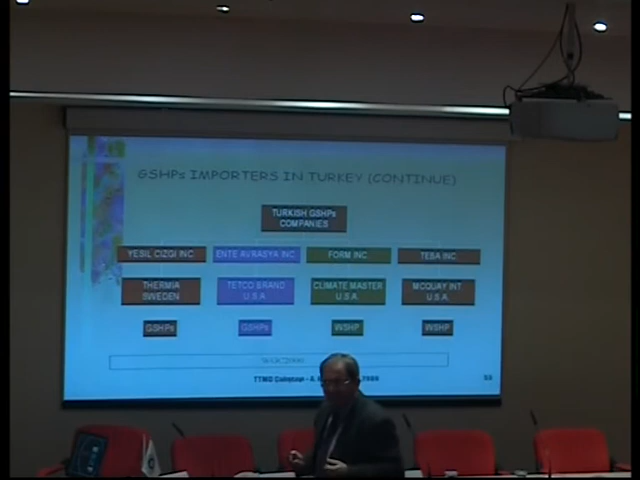 GSHPs IMPORTERS IN TURKEY (CONTINUE)
TURKISH GSHPs
COMPANIES
YESIL CIZGI INC.
ENTE AVRASYA INC.
FORM INC.
TEBA INC.
THERMIA
SWEDEN
TETCO BRAND
U.S.A.
CLIMATE MASTER
U.S.A.
MCQUAY INT
U.S.A.
GSHPs
GSHPs
WSHP
WSHP